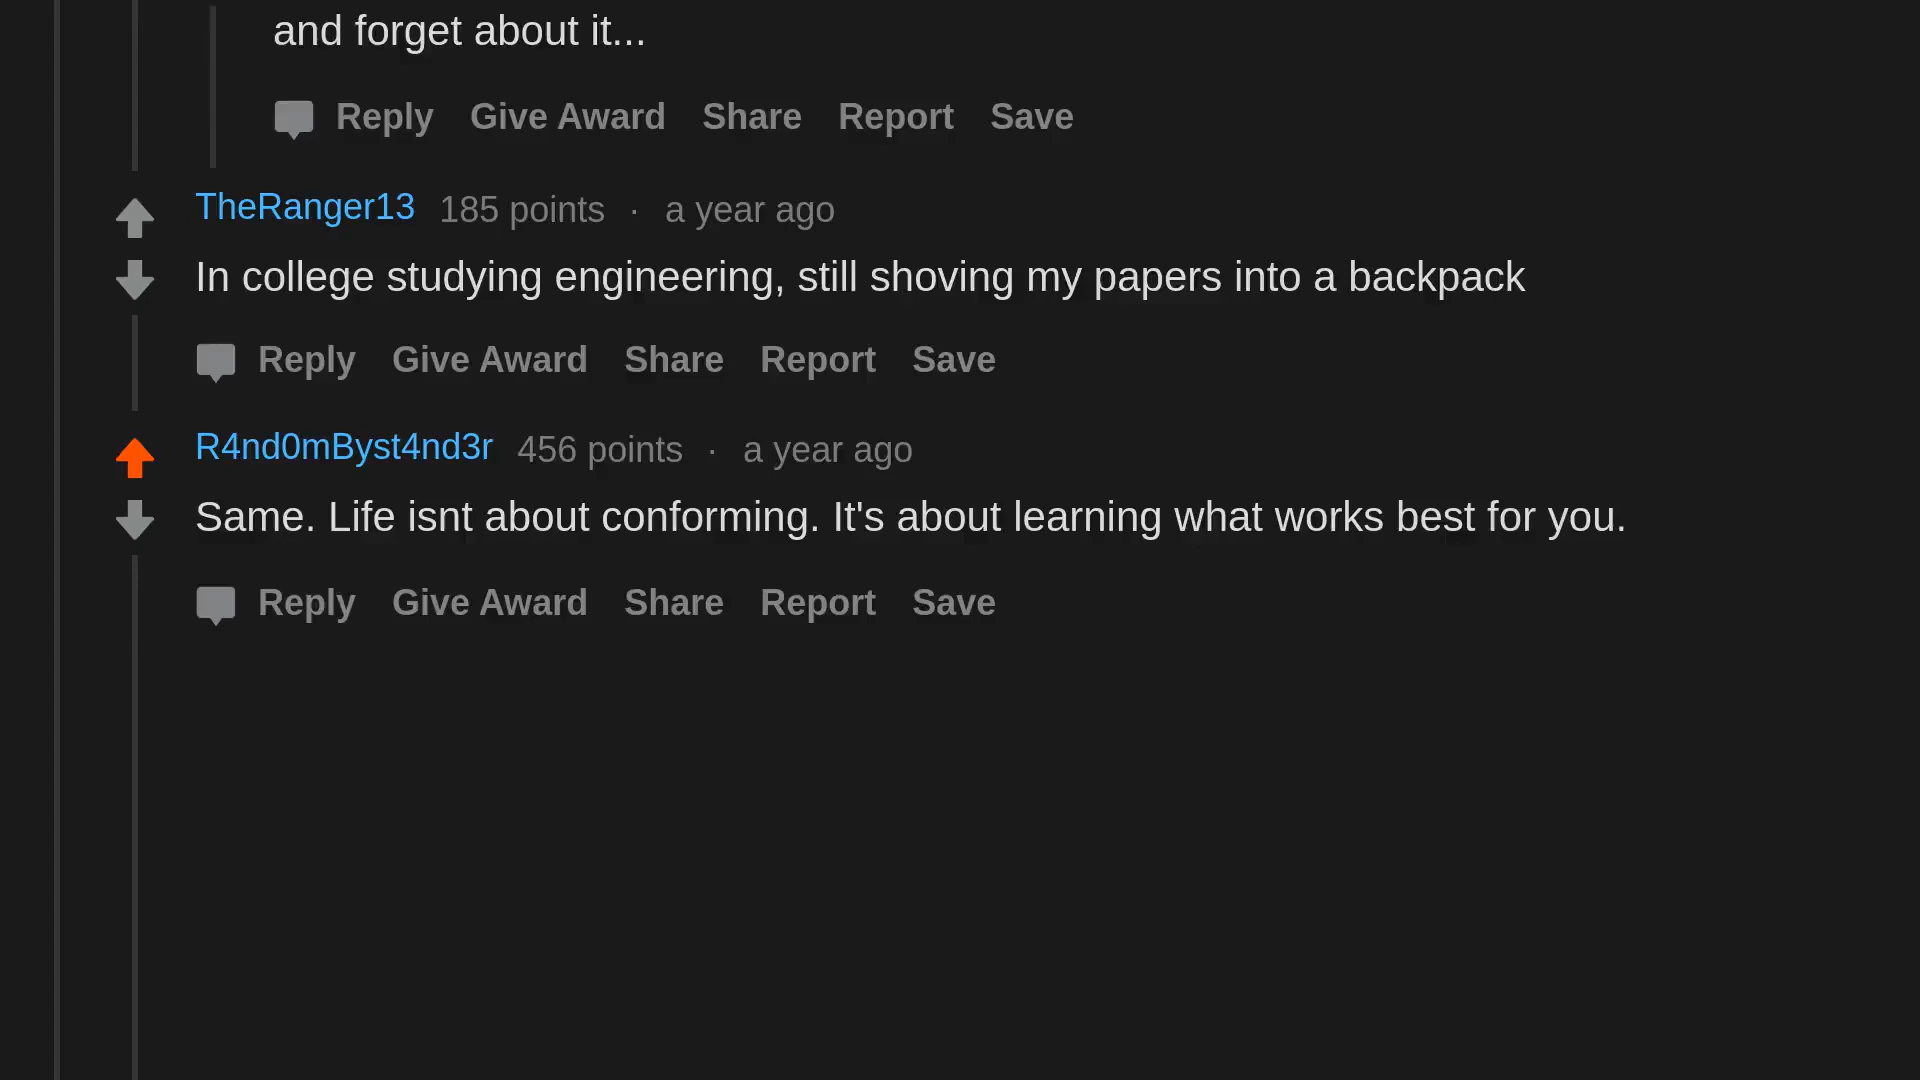 and forget about it...
Reply Give Award Share Report Save
TheRanger13 185 points · a year ago
In college studying engineering, still shoving my papers into a backpack
Reply Give Award Share Report Save
R4nd0mByst4nd3r 456 points · a year ago
Same. Life isnt about conforming. It's about learning what works best for you.
Reply Give Award Share Report Save